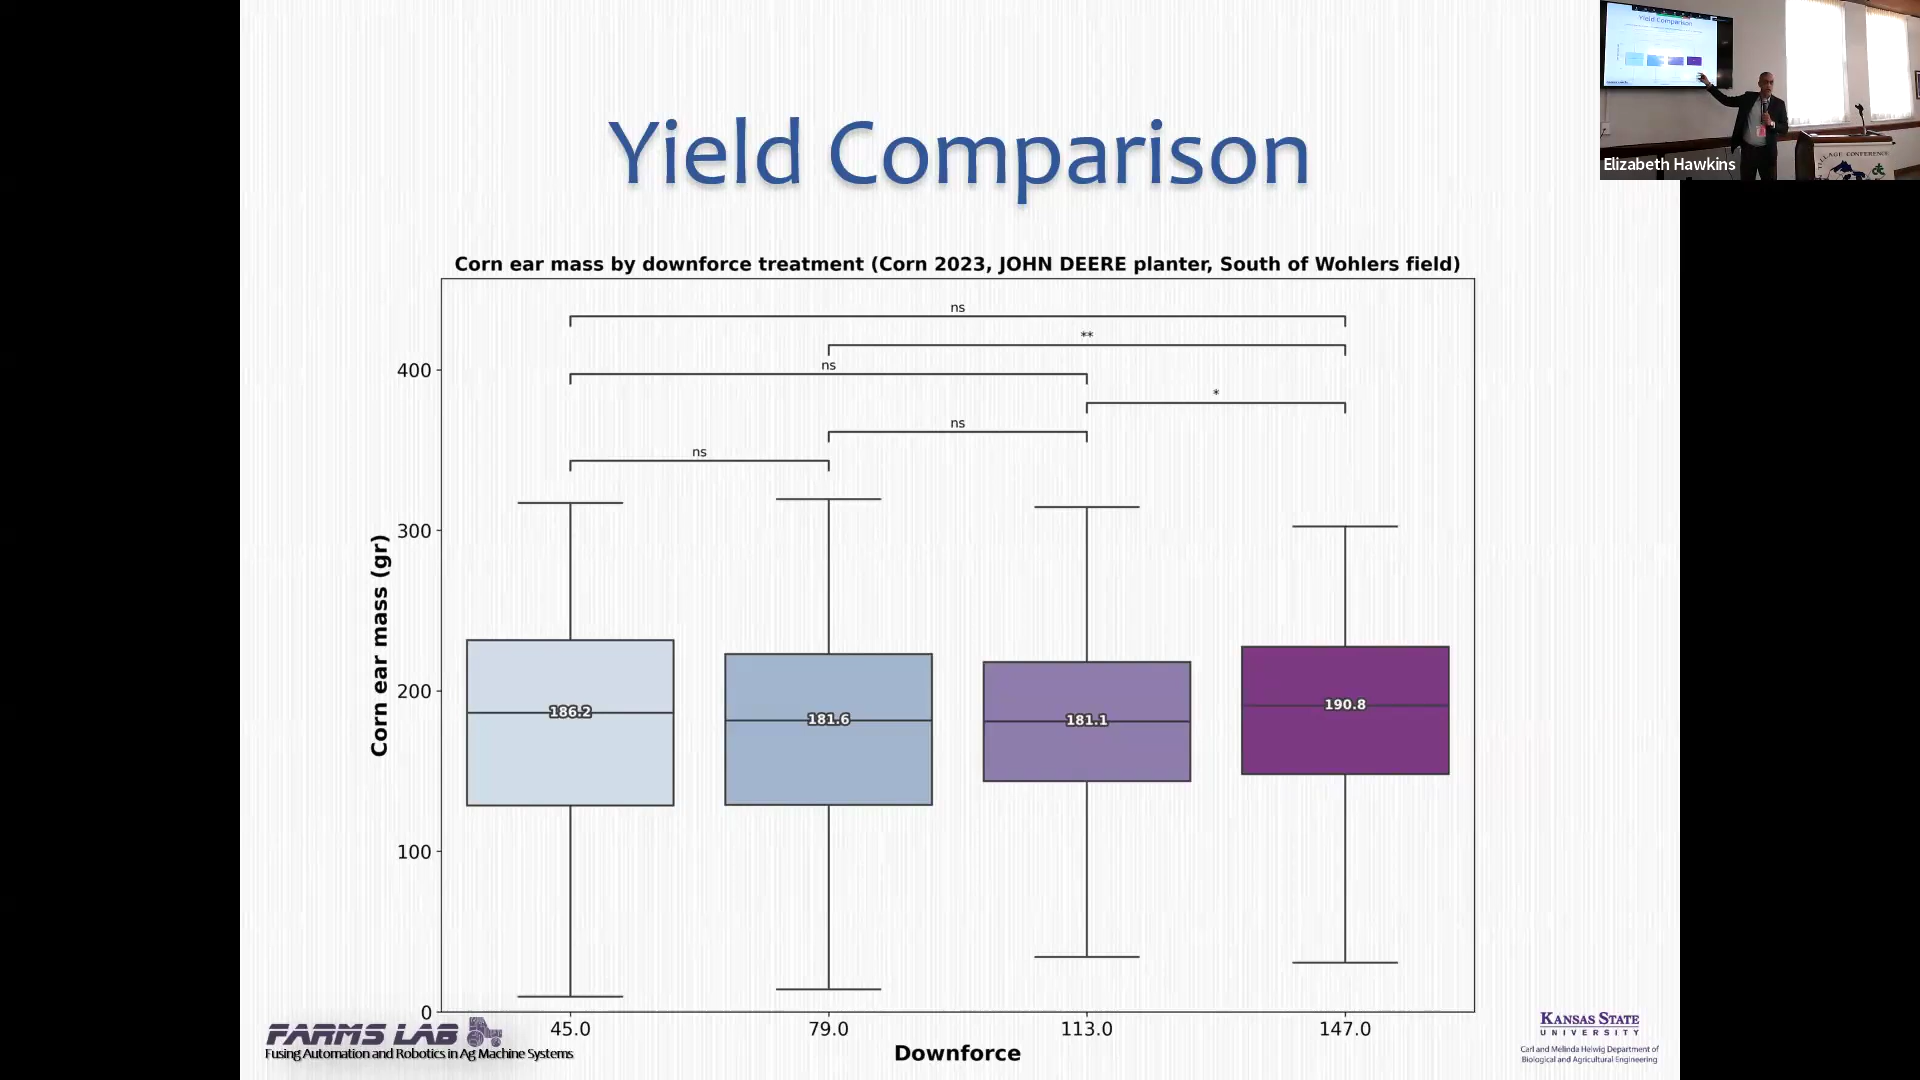 Yield Comparison
Elizabeth Hawkins
Yield Comparison
Corn ear mass by downforce treatment (Corn 2023, JOHN DEERE planter, South of Wohlers field)
ns
**
ns
*
ns
ns
400
300
200
100
0
Corn ear mass (gr)
186.2
181.6
181.1
190.8
45.0
79.0
113.0
147.0
Downforce
FARMS LAB
Fusing Automation and Robotics in Ag Machine Systems
KANSAS STATE
UNIVERSITY
Carl and Melinda Helwig Department of
Biological and Agricultural Engineering